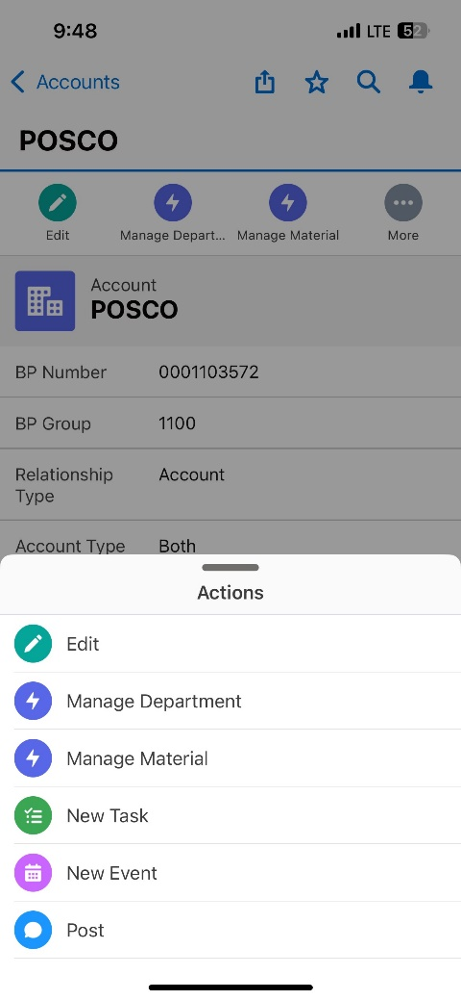 9:48
LTE 52
Accounts
POSCO
Edit
Manage Depart...
Manage Material
More
Account
POSCO
BP Number 0001103572
BP Group 1100
Relationship Account
Type
Account Type Both
Actions
Edit
Manage Department
Manage Material
New Task
New Event
Post